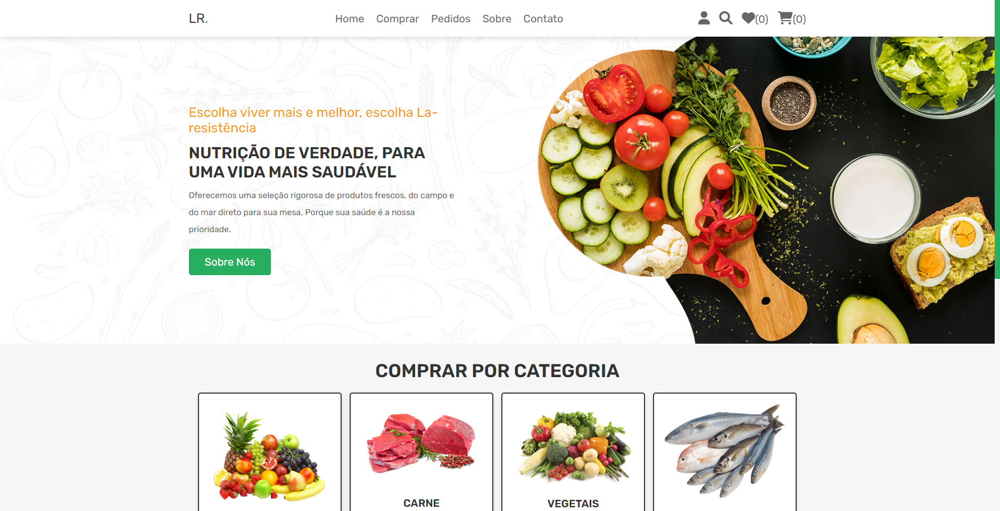 LR.
Home Comprar Pedidos Sobre Contato
(0) (0)
Escolha viver mais e melhor, escolha La-
resistência
NUTRIÇÃO DE VERDADE, PARA
UMA VIDA MAIS SAUDÁVEL
Oferecemos uma seleção rigorosa de produtos frescos, do campo e
do mar direto para sua mesa. Porque sua saúde é a nossa
prioridade.
Sobre Nós
COMPRAR POR CATEGORIA
CARNE
VEGETAIS